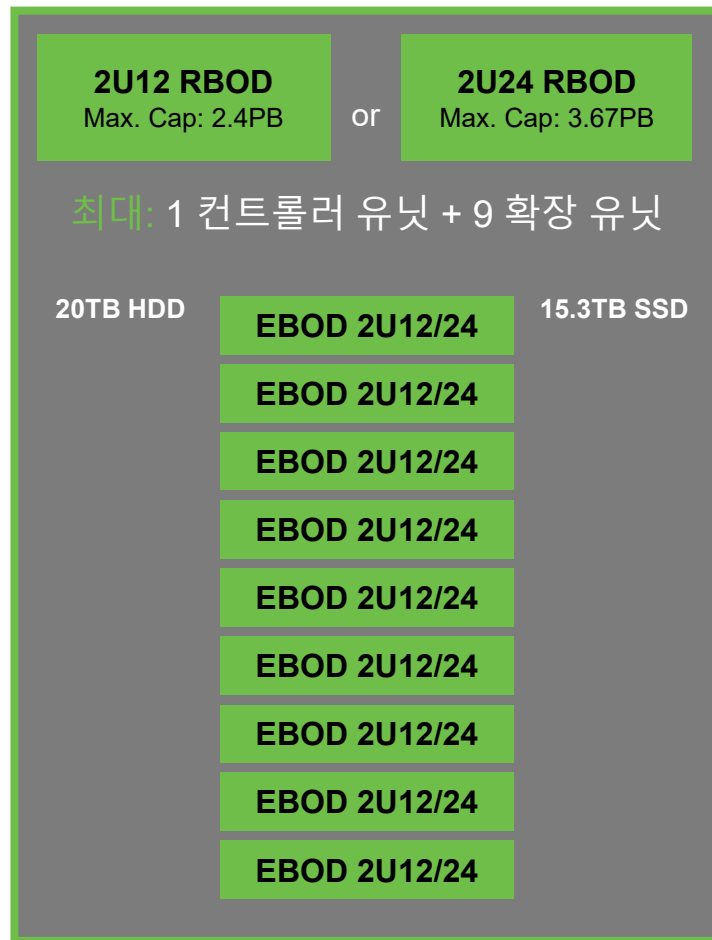 2U12 RBOD
Max. Cap: 2.4PB
or
2U24 RBOD
Max. Cap: 3.67PB
최대: 1 컨트롤러 유닛 + 9 확장 유닛
20TB HDD
EBOD 2U12/24
15.3TB SSD
EBOD 2U12/24
EBOD 2U12/24
EBOD 2U12/24
EBOD 2U12/24
EBOD 2U12/24
EBOD 2U12/24
EBOD 2U12/24
EBOD 2U12/24